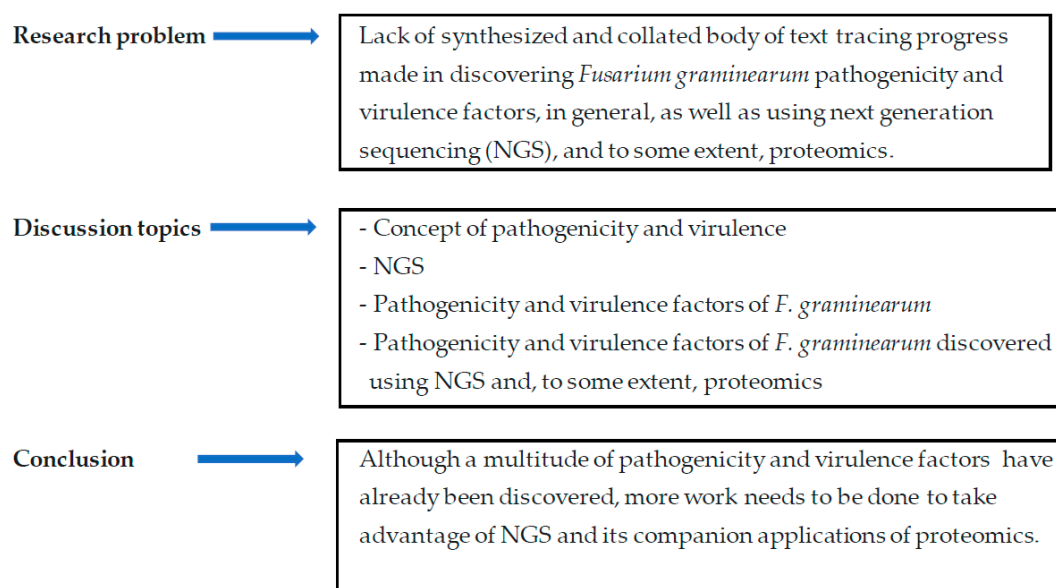 Research problem
Lack of synthesized and collated body of text tracing progress
made in discovering Fusarium graminearum pathogenicity and
virulence factors, in general, as well as using next generation
sequencing (NGS), and to some extent, proteomics.
Discussion topics
- Concept of pathogenicity and virulence
- NGS
- Pathogenicity and virulence factors of F. graminearum
- Pathogenicity and virulence factors of F. graminearum discovered
using NGS and, to some extent, proteomics
Conclusion
Although a multitude of pathogenicity and virulence factors have
already been discovered, more work needs to be done to take
advantage of NGS and its companion applications of proteomics.